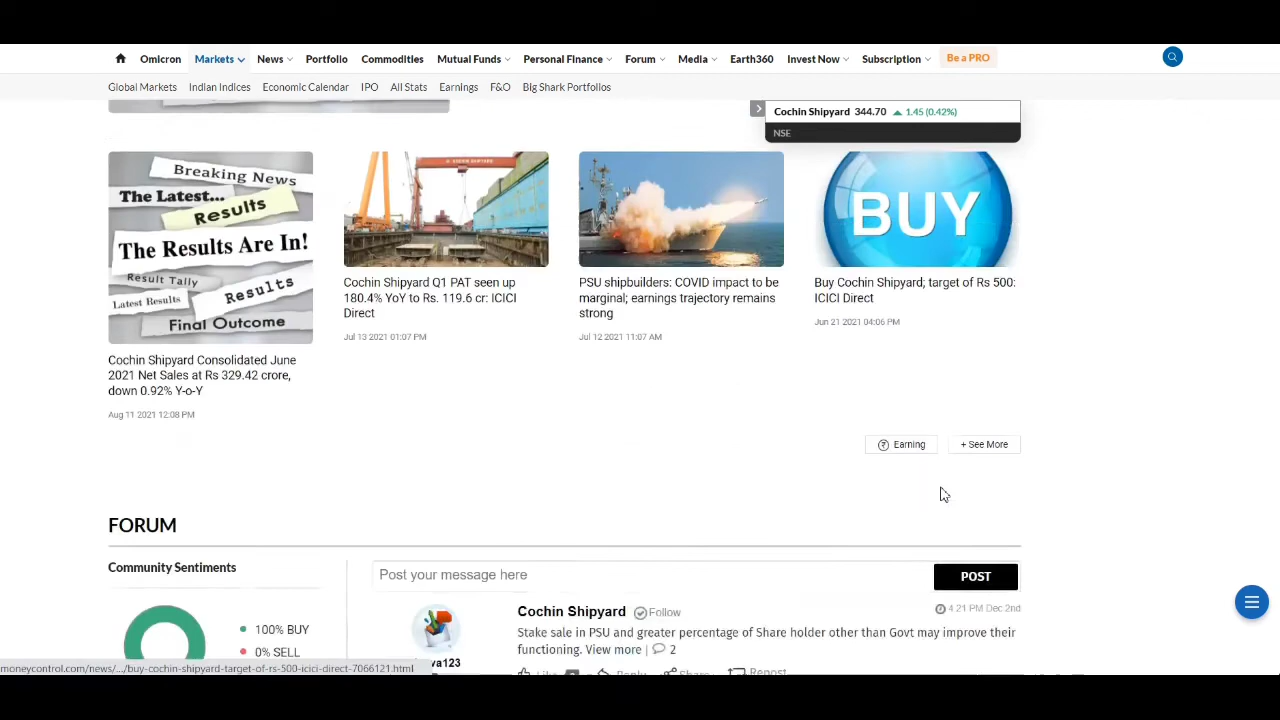 Omicron Markets News Portfolio Commodities Mutual Funds Personal Finance Forum Media Earth360 Invest Now Subscription Be a PRO
Global Markets Indian Indices Economic Calendar IPO All Stats Earnings F&O Big Shark Portfolios
Cochin Shipyard 344.70 ▲ 1.45 (0.42%)
NSE
Breaking News
The Latest...
Results
The Results Are In!
Result Tally
Latest Results
Results
Final Outcome
Cochin Shipyard Consolidated June
2021 Net Sales at Rs 329.42 crore,
down 0.92% Y-o-Y
Aug 11 2021 12:08 PM
Cochin Shipyard Q1 PAT seen up
180.4% YoY to Rs. 119.6 cr: ICICI
Direct
Jul 13 2021 01:07 PM
PSU shipbuilders: COVID impact to be
marginal; earnings trajectory remains
strong
Jul 12 2021 11:07 AM
BUY
Buy Cochin Shipyard; target of Rs 500:
ICICI Direct
Jun 21 2021 04:06 PM
Earning + See More
FORUM
Community Sentiments
100% BUY
0% SELL
Post your message here
POST
Cochin Shipyard Follow
4:21 PM Dec 2nd
Stake sale in PSU and greater percentage of Share holder other than Govt may improve their
functioning. View more | 2
va123
Like Reply Share Repost
moneycontrol.com/news/.../buy-cochin-shipyard-target-of-rs-500-icici-direct-7066121.html